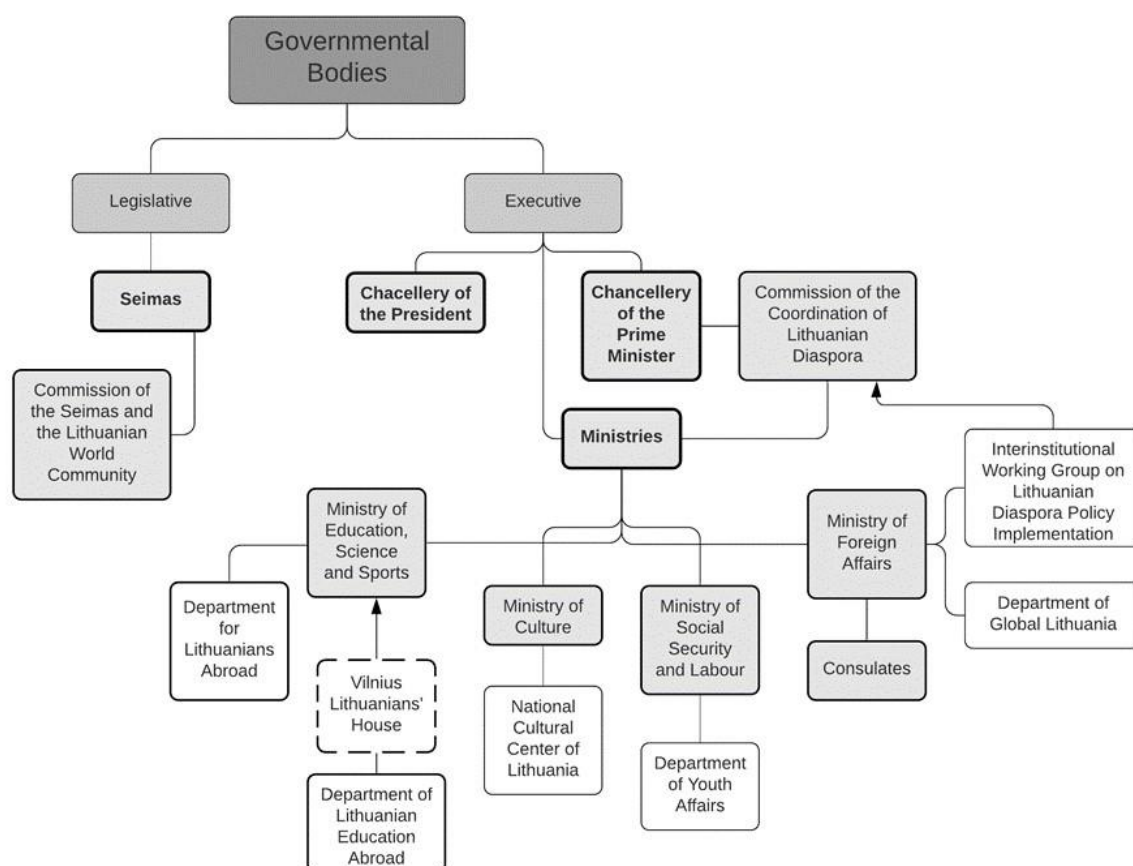 Governmental
Bodies
Legislative
Executive
Seimas
Chacellery of
the President
Chancellery
of the
Prime
Minister
Commission of the
Coordination of
Lithuanian
Diaspora
Commission of
the Seimas and
the Lithuanian
World
Community
Ministries
Interinstitutional
Working Group on
Lithuanian
Diaspora Policy
Implementation
Ministry of
Education,
Science
and Sports
Ministry of
Foreign
Affairs
Department
for
Lithuanians
Abroad
Ministry of
Culture
Ministry of
Social
Security
and Labour
Department of
Global Lithuania
Consulates
Vilnius
Lithuanians'
House
National
Cultural
Center of
Lithuania
Department
of Youth
Affairs
Department of
Lithuanian
Education
Abroad